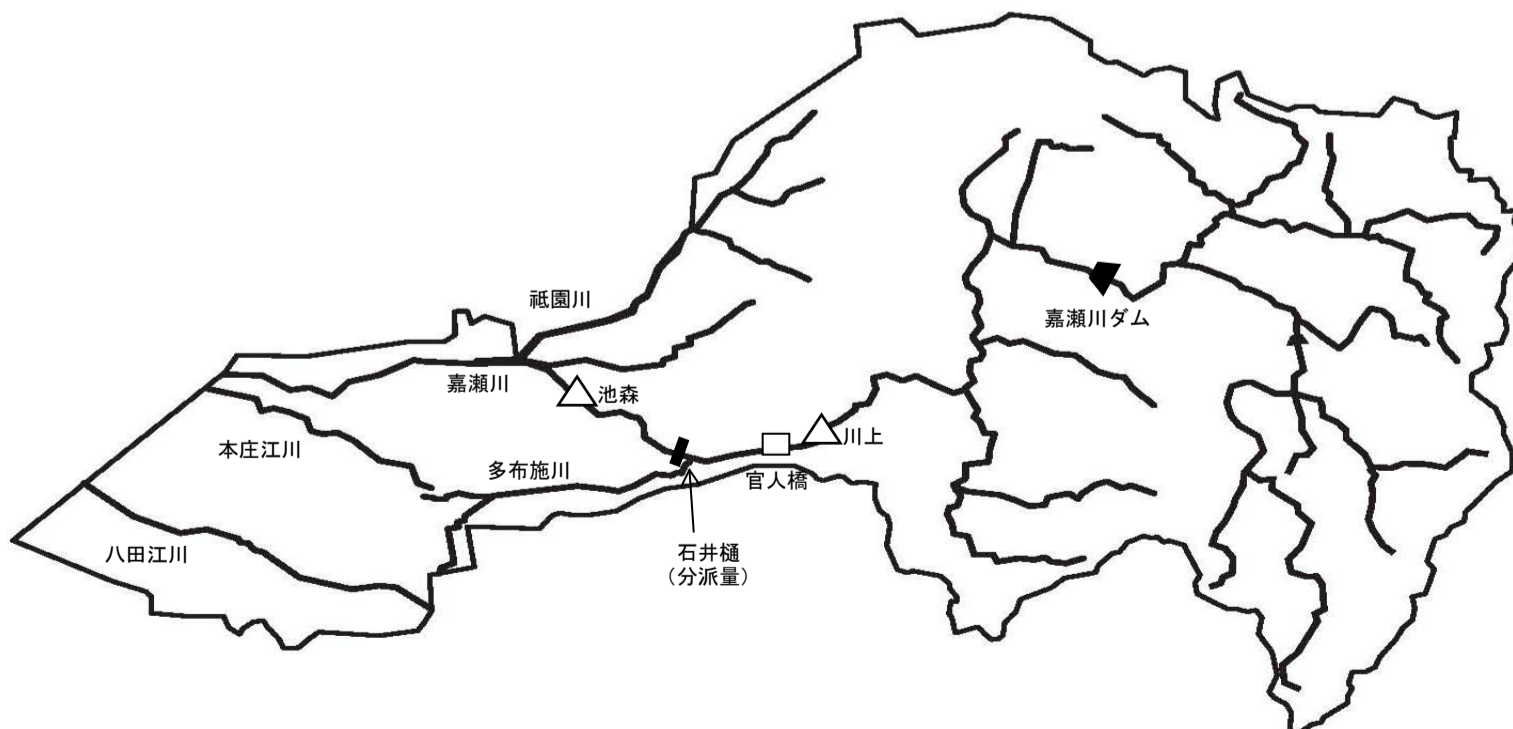 祗園川
嘉瀬川ダム
嘉瀬川
池森
川上
本庄江川
多布施川
官人橋
八田江川
石井樋
（分派量）